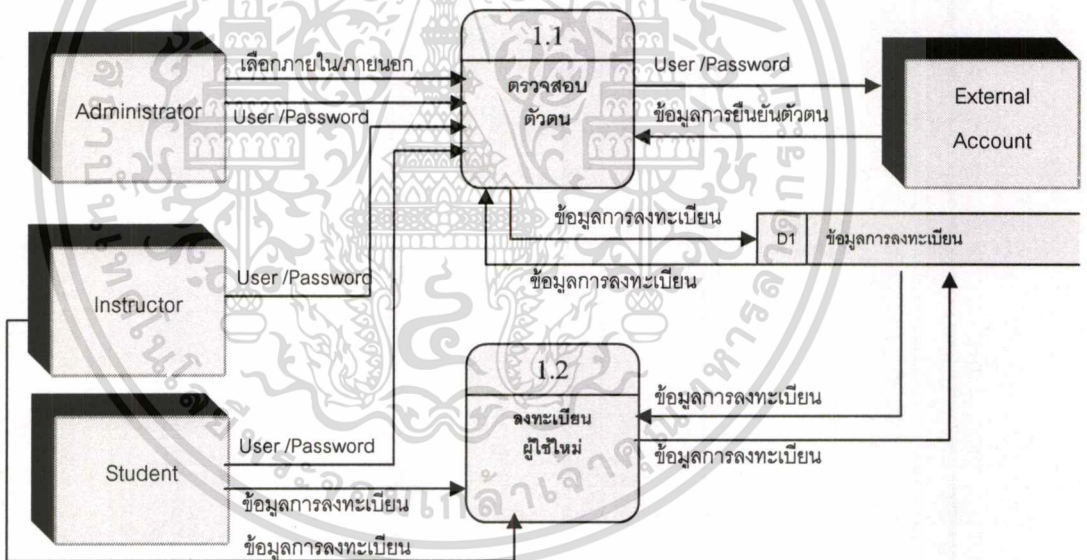 1.1
ตรวจสอบ
ตัวตน
Administrator
เลือกภายใน/ภายนอก
User /Password
User /Password
ข้อมูลการยืนยันตัวตน
External
Account
ข้อมูลการลงทะเบียน
D1 ข้อมูลการลงทะเบียน
ข้อมูลการลงทะเบียน
Instructor
User /Password
1.2
ลงทะเบียน
ผู้ใช้ใหม่
ข้อมูลการลงทะเบียน
ข้อมูลการลงทะเบียน
Student
User /Password
ข้อมูลการลงทะเบียน
ข้อมูลการลงทะเบียน